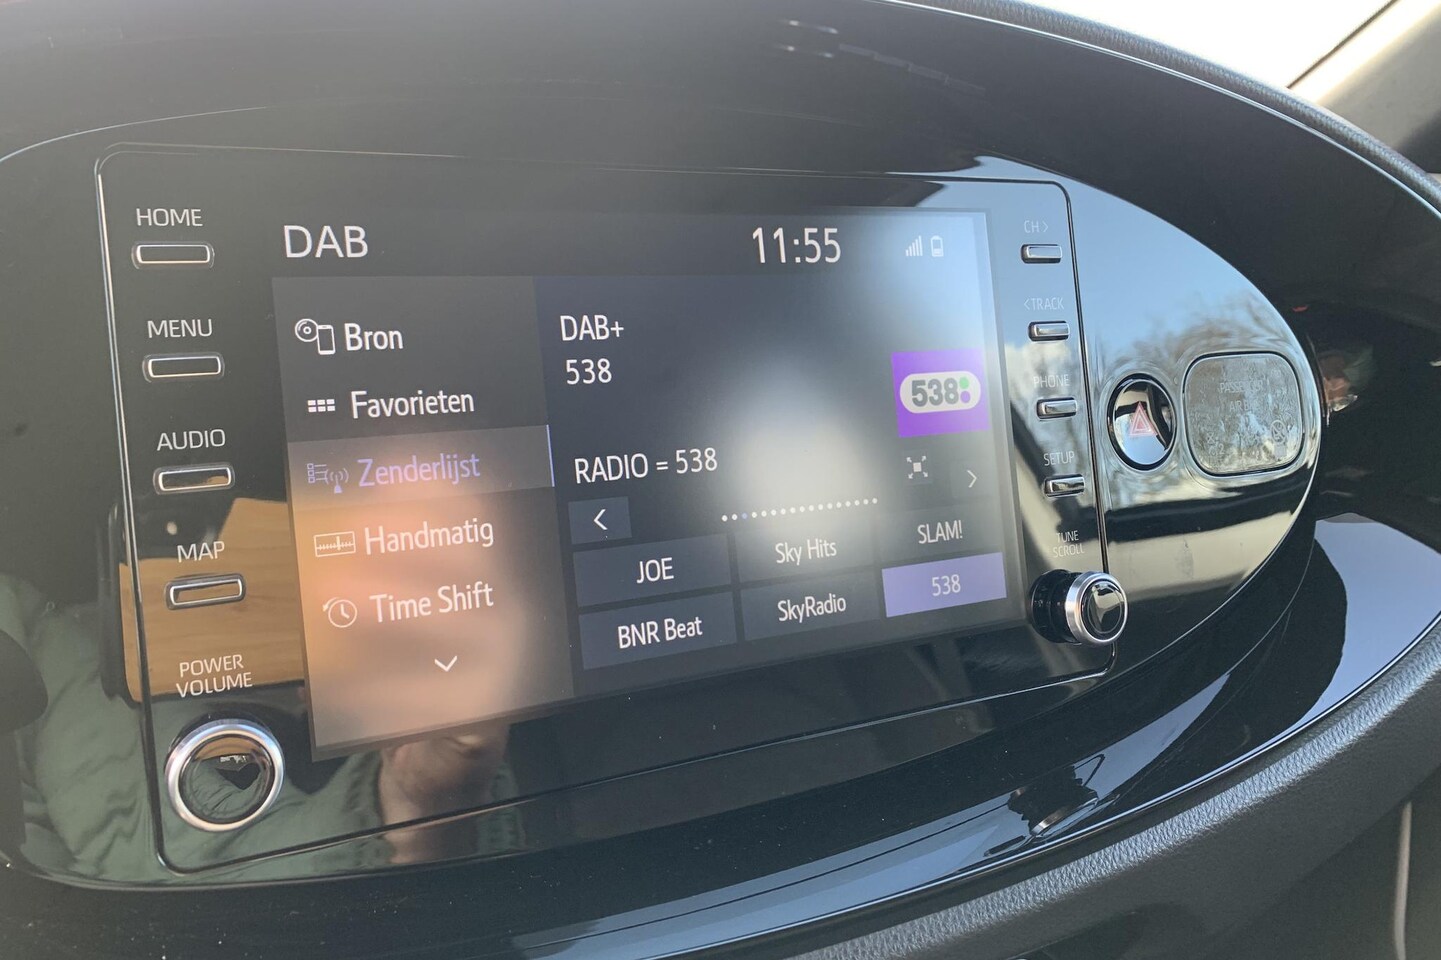 HOME
MENU
AUDIO
MAP
POWER
VOLUME
DAB
11:55
Bron
Favorieten
Zenderlijst
Handmatig
Time Shift
DAB+
538
538
RADIO = 538
JOE
Sky Hits
SLAM!
BNR Beat
SkyRadio
538
CH >
< TRACK
PHONE
SETUP
TUNE
SCROLL